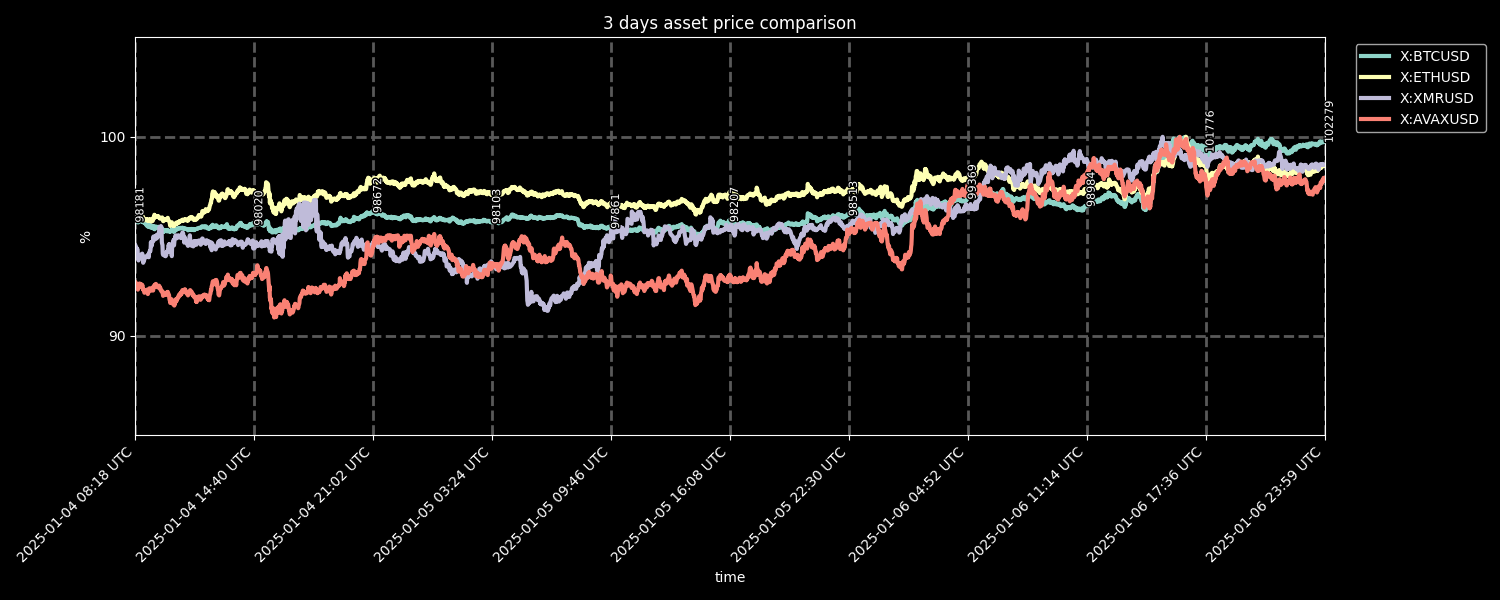 3 days asset price comparison
X:BTCUSD
X:ETHUSD
X:XMRUSD
X:AVAXUSD
100
90
%
98181
98020
98672
98103
97861
98207
98513
99369
98984
101776
102279
2025-01-04 08:18 UTC
2025-01-04 14:40 UTC
2025-01-04 21:02 UTC
2025-01-05 03:24 UTC
2025-01-05 09:46 UTC
2025-01-05 16:08 UTC
2025-01-05 22:30 UTC
2025-01-06 04:52 UTC
2025-01-06 11:14 UTC
2025-01-06 17:36 UTC
2025-01-06 23:59 UTC
time